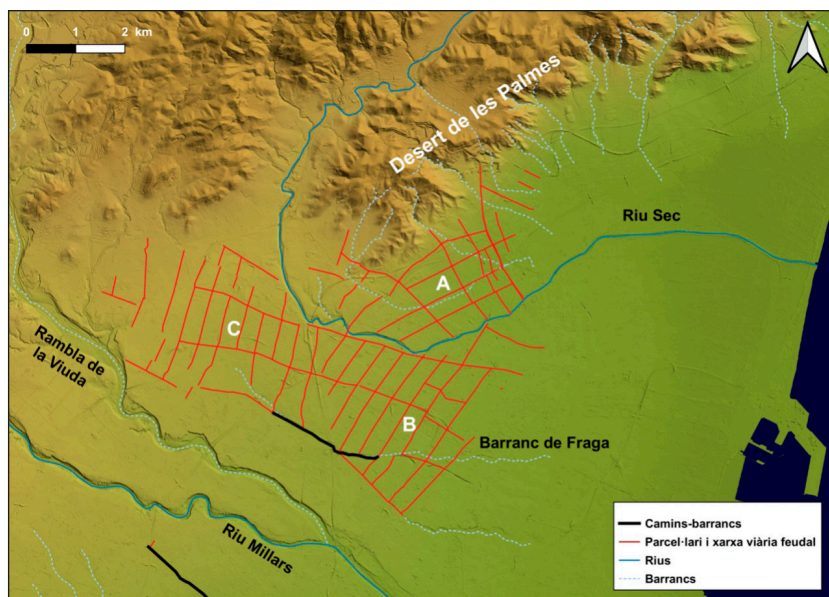 0 1 2 km
Desert de les Palmes
Riu Sec
A
C
Rambla de
la Viuda
B
Barranc de Fraga
Riu Millars
Camins-barrancs
Parcel·lari i xarxa viària feudal
Rius
Barrancs